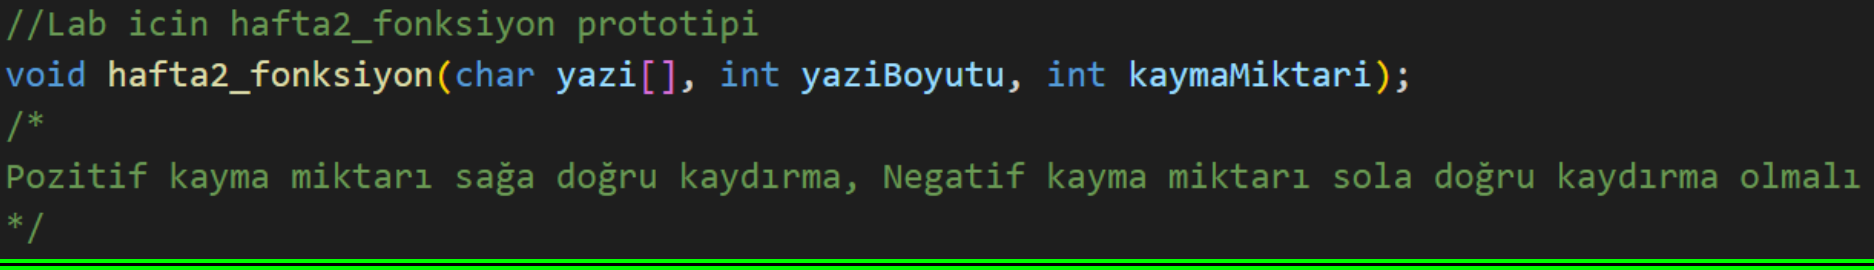 //Lab icin hafta2_fonksiyon prototipi
void hafta2_fonksiyon(char yazi[], int yaziBoyutu, int kaymaMiktari);
/*
Pozitif kayma miktarı sağa doğru kaydırma, Negatif kayma miktarı sola doğru kaydırma olmalı
*/